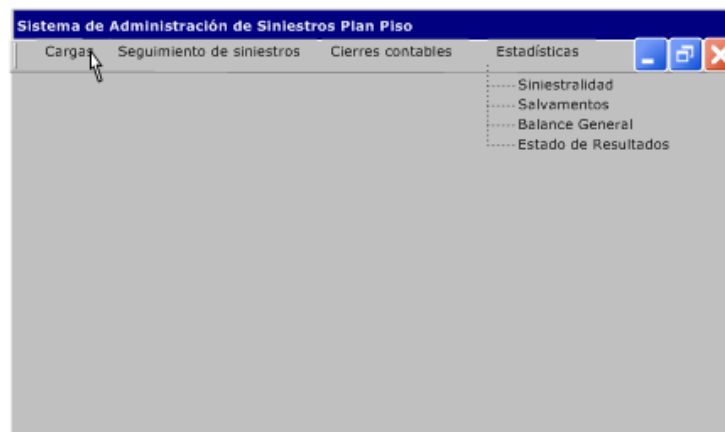 Sistema de Administración de Siniestros Plan Piso
Cargas Seguimiento de siniestros Cierres contables Estadísticas
Siniestralidad
Salvamentos
Balance General
Estado de Resultados